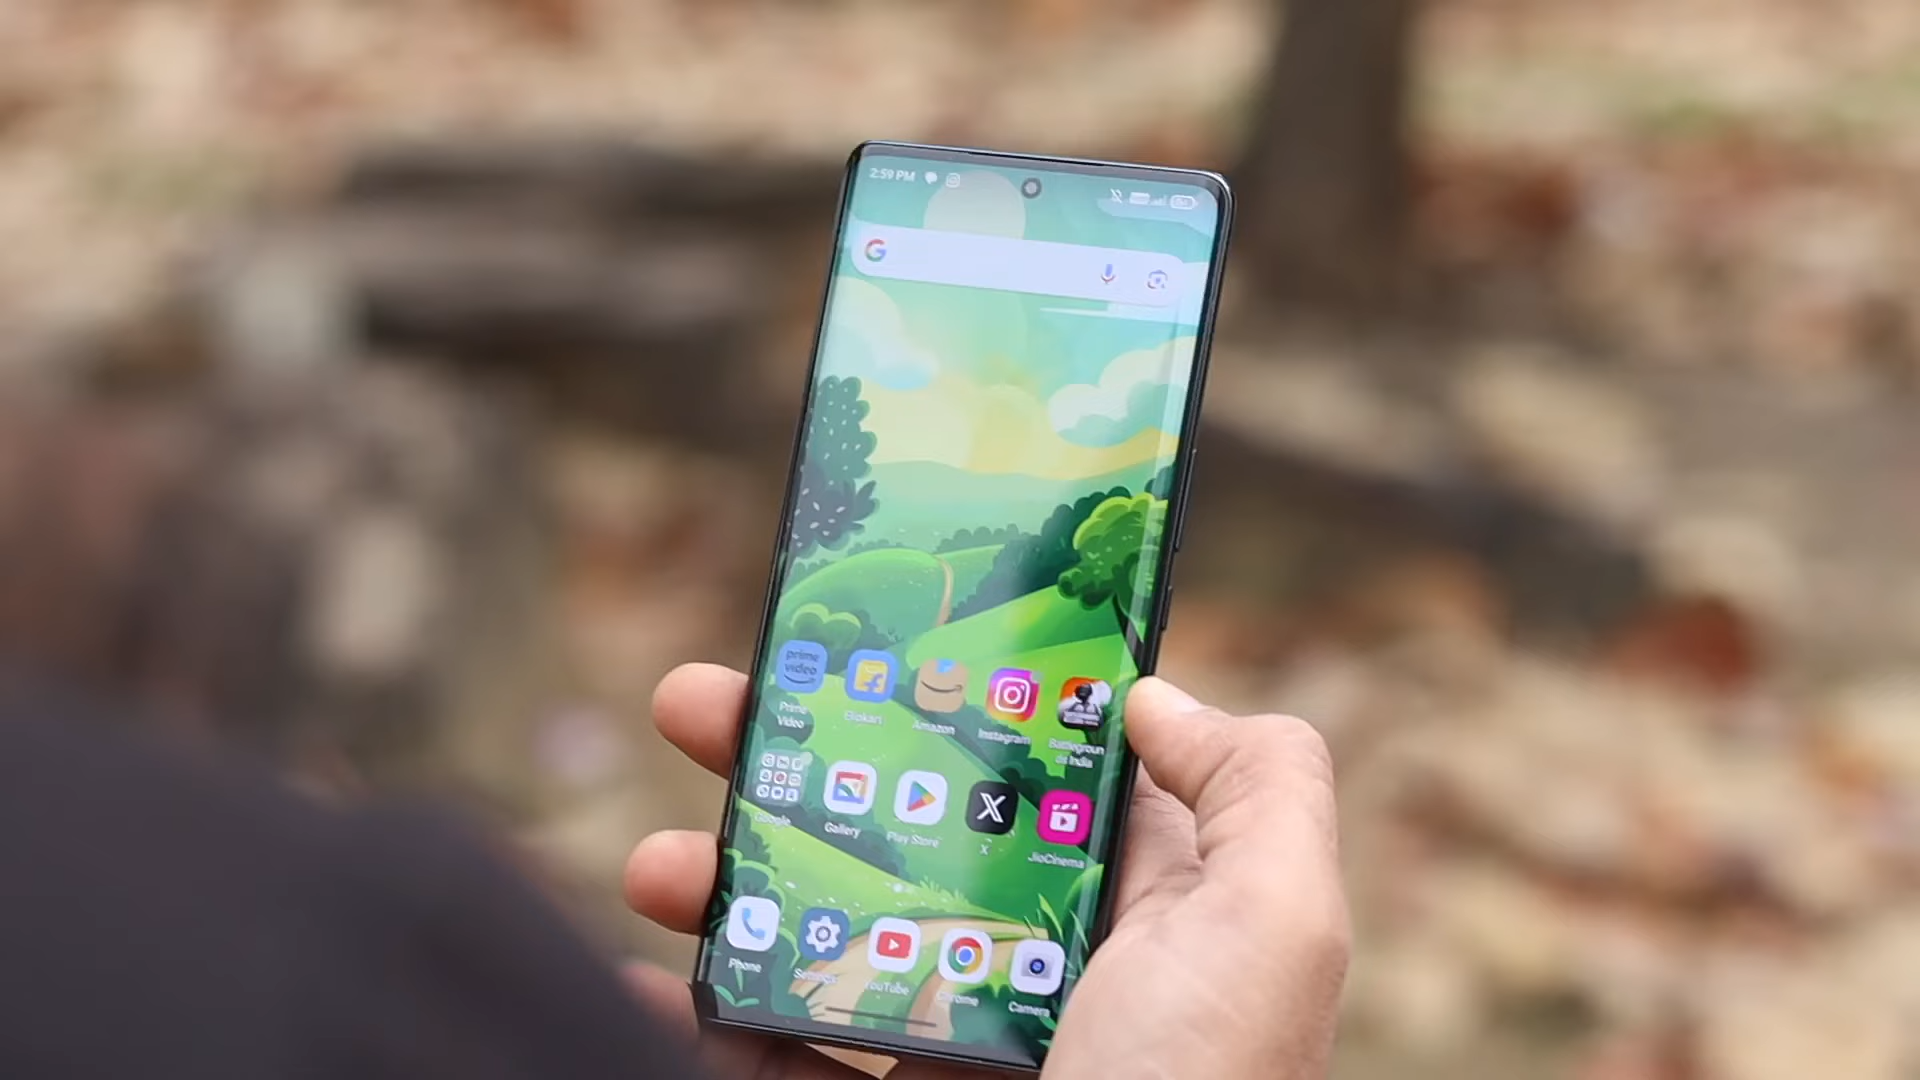 2:59 PM
prime
video
Prime
Video
Flipkart
Amazon
Instagram
Battlegroun
ds India
Google
Gallery
Play Store
X
JioCinema
Phone
Settings
YouTube
Chrome
Camera